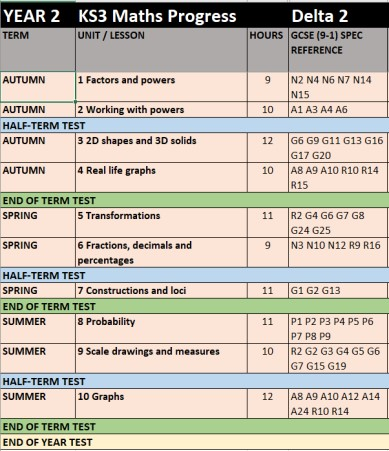 YEAR 2 KS3 Maths Progress Delta 2
TERM UNIT / LESSON HOURS GCSE (9-1) SPEC
REFERENCE
AUTUMN 1 Factors and powers 9 N2 N4 N6 N7 N14
N15
AUTUMN 2 Working with powers 10 A1 A3 A4 A6
HALF-TERM TEST
AUTUMN 3 2D shapes and 3D solids 12 G6 G9 G11 G13 G16
G17 G20
AUTUMN 4 Real life graphs 10 A8 A9 A10 R10 R14
R15
END OF TERM TEST
SPRING 5 Transformations 11 R2 G4 G6 G7 G8
G24 G25
SPRING 6 Fractions, decimals and 9 N3 N10 N12 R9 R16
percentages
HALF-TERM TEST
SPRING 7 Constructions and loci 11 G1 G2 G13
END OF TERM TEST
SUMMER 8 Probability 11 P1 P2 P3 P4 P5 P6
P7 P8 P9
SUMMER 9 Scale drawings and measures 10 R2 G2 G3 G4 G5 G6
G7 G15 G19
HALF-TERM TEST
SUMMER 10 Graphs 12 A8 A9 A10 A12 A14
A24 R10 R14
END OF TERM TEST
END OF YEAR TEST